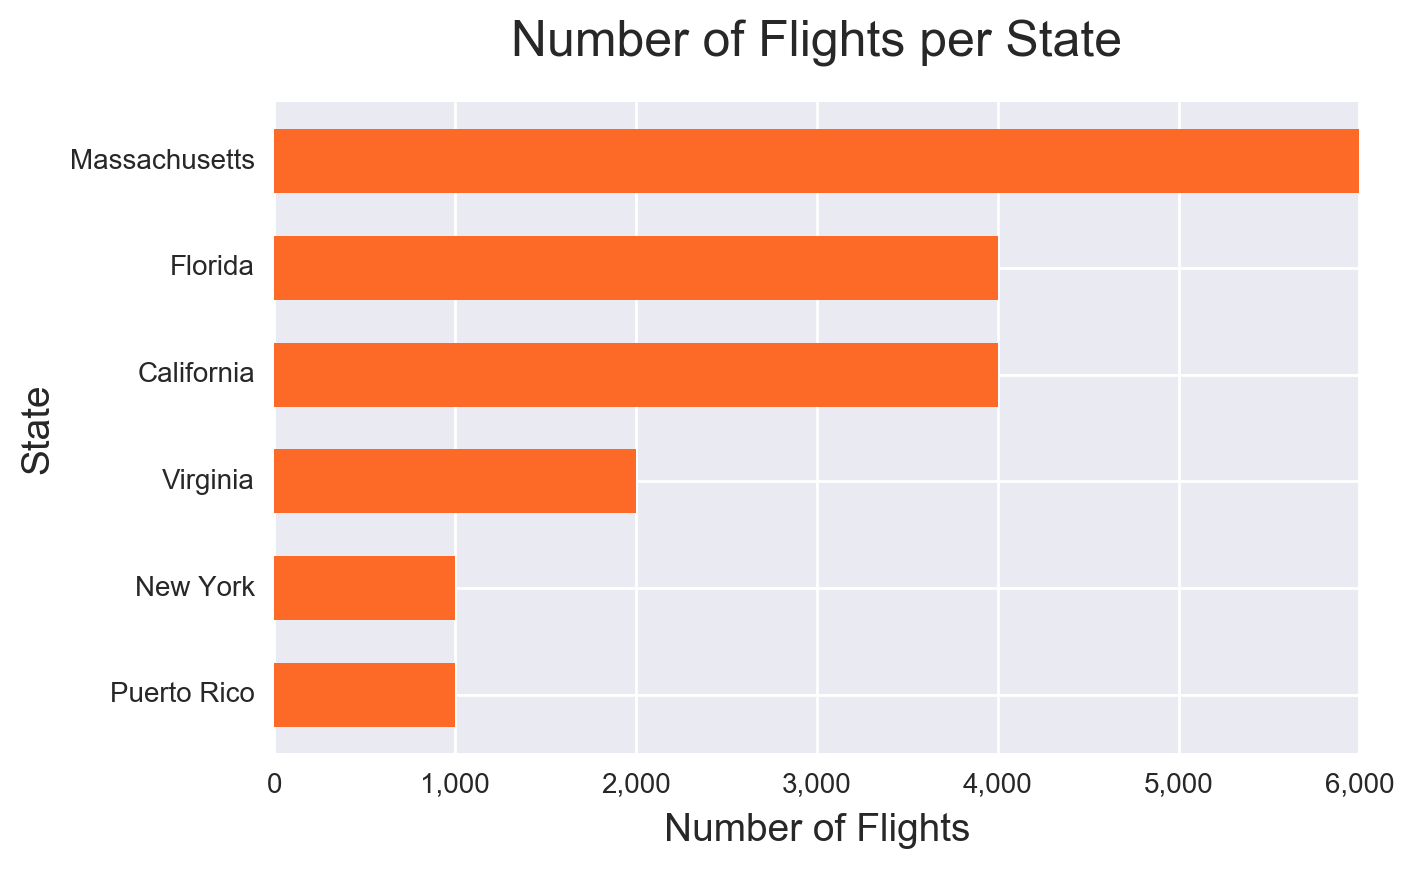 Number of Flights per State
Massachusetts
Florida
California
Virginia
New York
Puerto Rico
State
0 1,000 2,000 3,000 4,000 5,000 6,000
Number of Flights